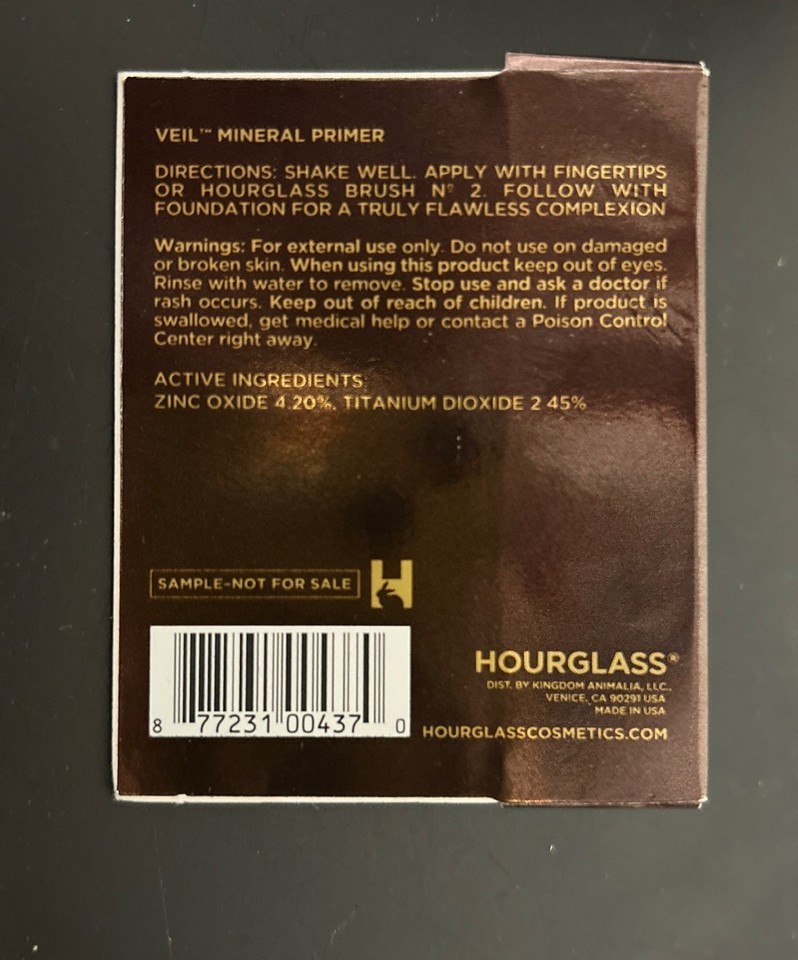 VEIL™ MINERAL PRIMER
DIRECTIONS: SHAKE WELL. APPLY WITH FINGERTIPS
OR HOURGLASS BRUSH Nº 2. FOLLOW WITH
FOUNDATION FOR A TRULY FLAWLESS COMPLEXION
Warnings: For external use only. Do not use on damaged
or broken skin. When using this product keep out of eyes.
Rinse with water to remove. Stop use and ask a doctor if
rash occurs. Keep out of reach of children. If product is
swallowed, get medical help or contact a Poison Control
Center right away.
ACTIVE INGREDIENTS:
ZINC OXIDE 4.20%, TITANIUM DIOXIDE 2.45%
SAMPLE-NOT FOR SALE
H
8 77231 00437 0
HOURGLASS®
DIST. BY KINGDOM ANIMALIA, LLC.,
VENICE, CA 90291 USA
MADE IN USA
HOURGLASSCOSMETICS.COM